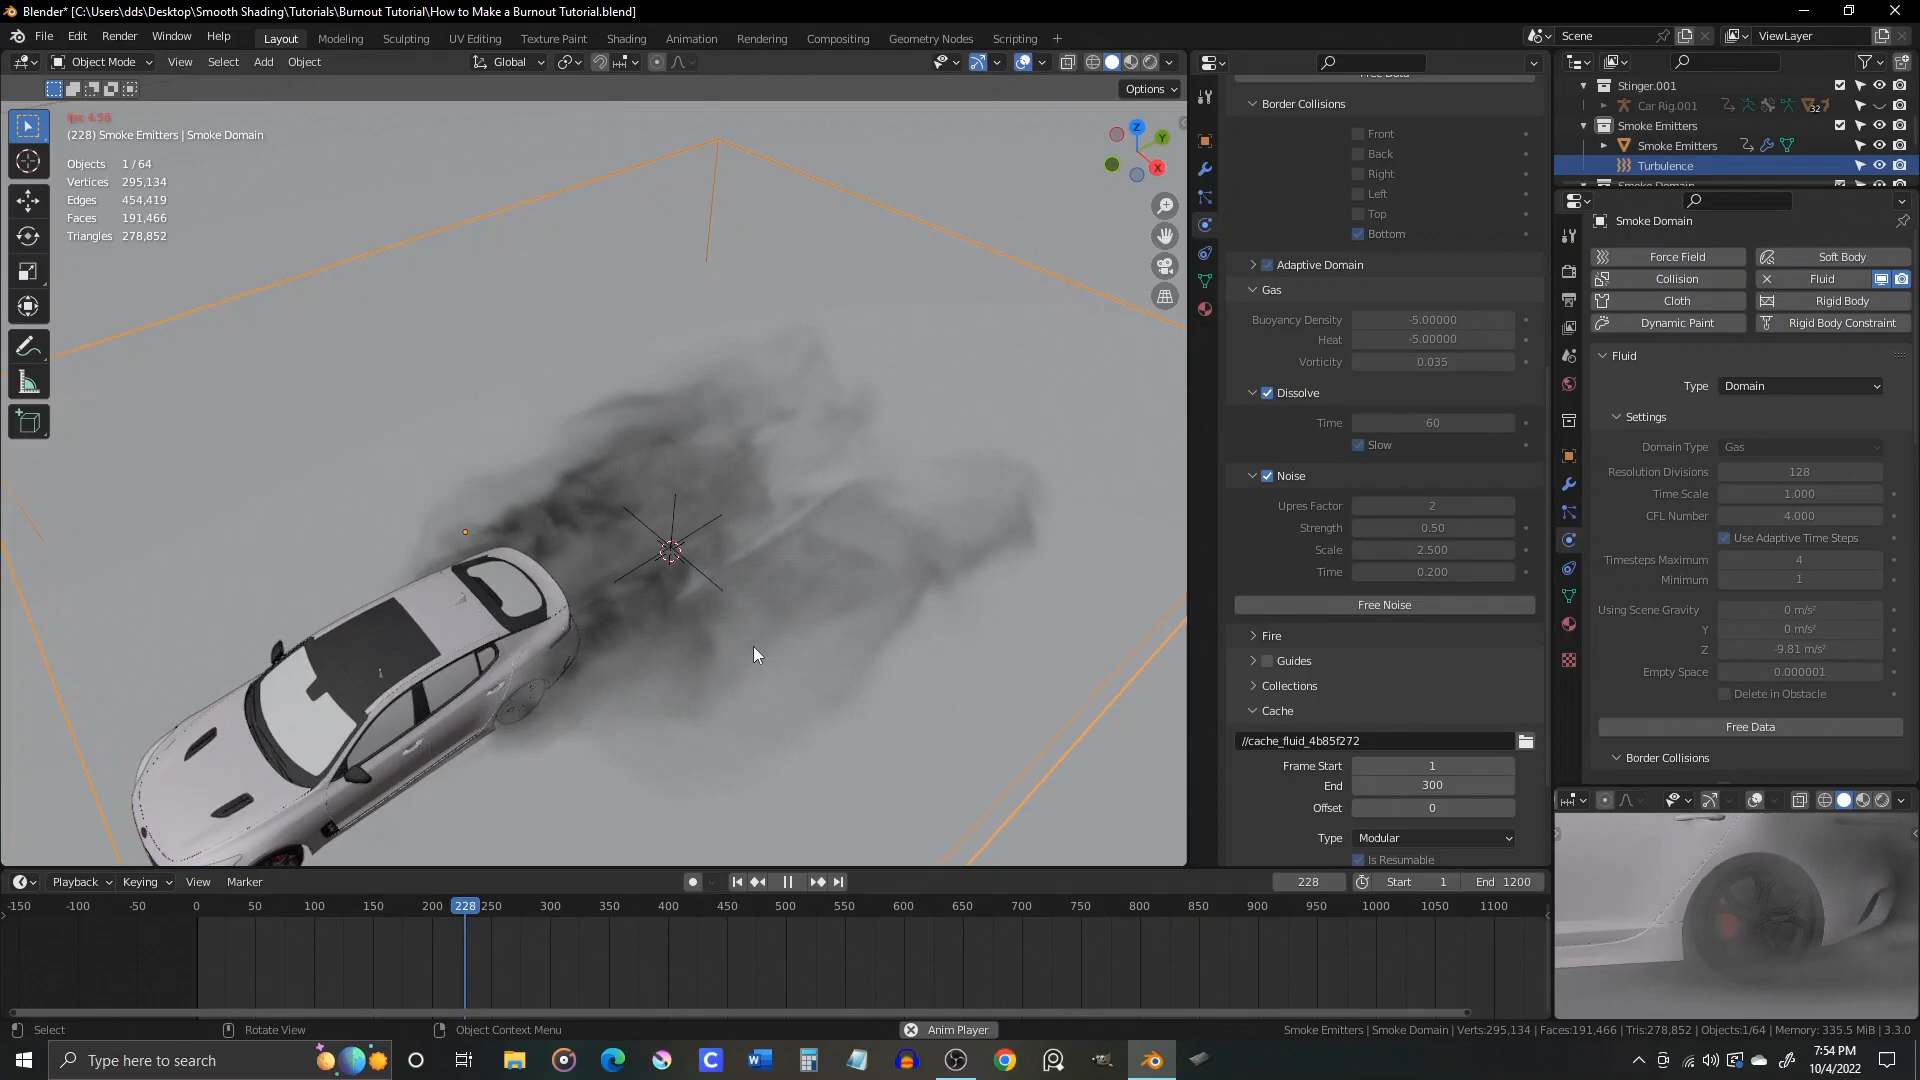 Blender* [C:\Users\dds\Desktop\Smooth Shading\Tutorials\Burnout Tutorial\How to Make a Burnout Tutorial.blend]
File Edit Render Window Help Layout Modeling Sculpting UV Editing Texture Paint Shading Animation Rendering Compositing Geometry Nodes Scripting + Scene ViewLayer
Object Mode View Select Add Object Global
Options
fps: 4.56
(228) Smoke Emitters | Smoke Domain
Objects 1/64
Vertices 295,134
Edges 454,419
Faces 191,466
Triangles 278,852
Z
Y
X
Free Data
Border Collisions
Front
Back
Right
Left
Top
Bottom
Adaptive Domain
Gas
Buoyancy Density -5.00000
Heat -5.00000
Vorticity 0.035
Dissolve
Time 60
Slow
Noise
Upres Factor 2
Strength 0.50
Scale 2.500
Time 0.200
Free Noise
Fire
Guides
Collections
Cache
//cache_fluid_4b85f272
Frame Start 1
End 300
Offset 0
Type Modular
Is Resumable
Stinger.001
Car Rig.001 32
Smoke Emitters
Smoke Emitters
Turbulence
Smoke Domain
Smoke Domain
Force Field Soft Body
Collision Fluid
Cloth Rigid Body
Dynamic Paint Rigid Body Constraint
Fluid
Type Domain
Settings
Domain Type Gas
Resolution Divisions 128
Time Scale 1.000
CFL Number 4.000
Use Adaptive Time Steps
Timesteps Maximum 4
Minimum 1
Using Scene Gravity 0 m/s²
Y 0 m/s²
Z -9.81 m/s²
Empty Space 0.000001
Delete in Obstacle
Free Data
Border Collisions
Playback Keying View Marker 228 Start 1 End 1200
-150 -100 -50 0 50 100 150 200 228 250 300 350 400 450 500 550 600 650 700 750 800 850 900 950 1000 1050 1100
Select Rotate View Object Context Menu Anim Player Smoke Emitters | Smoke Domain | Verts:295,134 | Faces:191,466 | Tris:278,852 | Objects:1/64 | Memory: 335.5 MiB | 3.3.0
Type here to search
7:54 PM
10/4/2022